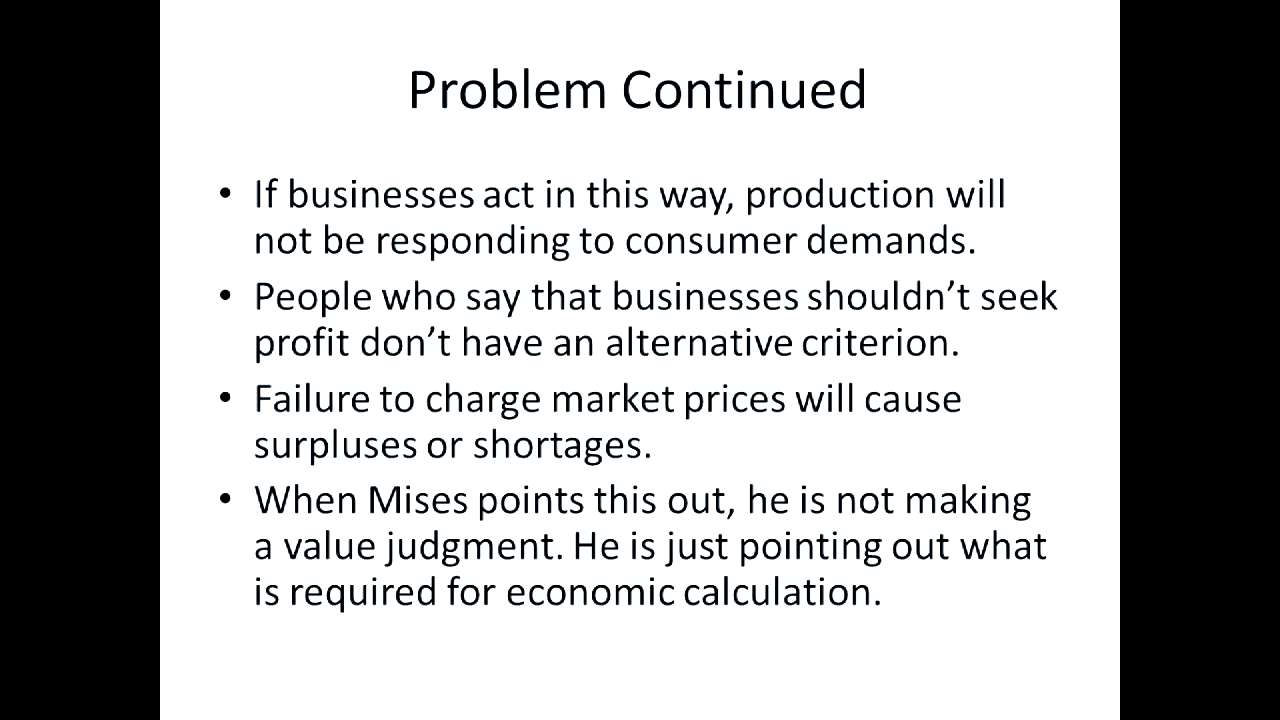 Problem Continued
• If businesses act in this way, production will
not be responding to consumer demands.
• People who say that businesses shouldn’t seek
profit don’t have an alternative criterion.
• Failure to charge market prices will cause
surpluses or shortages.
• When Mises points this out, he is not making
a value judgment. He is just pointing out what
is required for economic calculation.